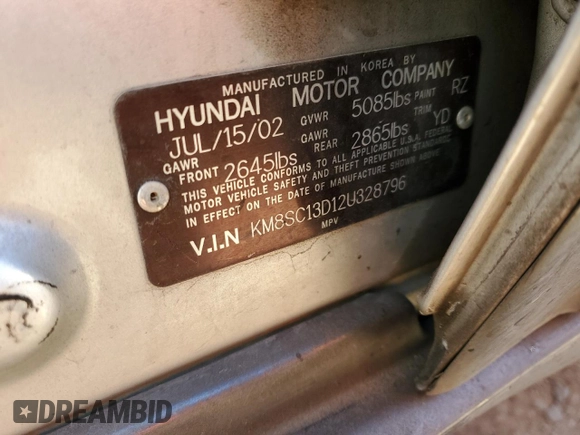 MANUFACTURED IN KOREA BY
HYUNDAI MOTOR COMPANY
JUL/15/02 GVWR 5085lbs PAINT RZ
GAWR FRONT 2645lbs GAWR REAR 2865lbs TRIM YD
THIS VEHICLE CONFORMS TO ALL APPLICABLE U.S.A. FEDERAL
MOTOR VEHICLE SAFETY AND THEFT PREVENTION STANDARDS
IN EFFECT ON THE DATE OF MANUFACTURE SHOWN ABOVE.
V.I.N KM8SC13D12U328796
MPV
DREAMBID